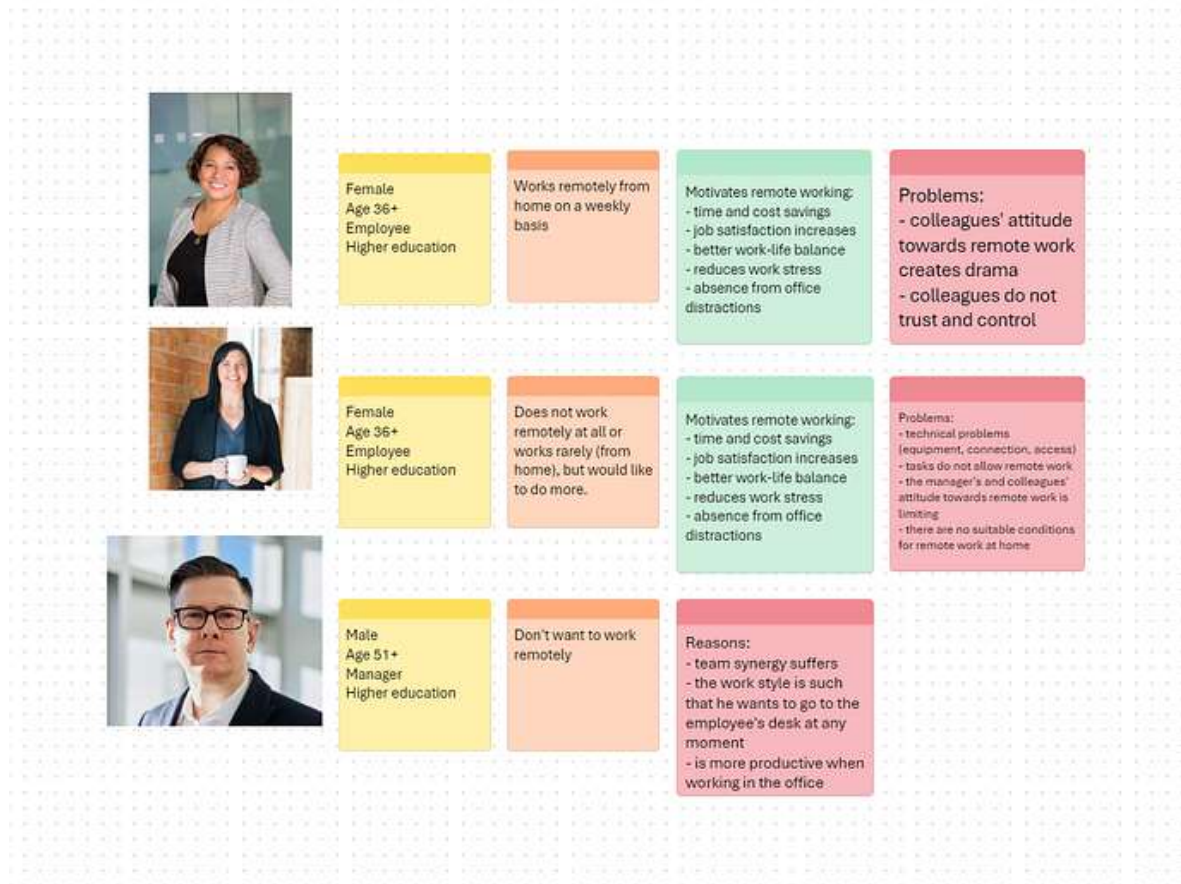 Female
Age 36+
Employee
Higher education
Works remotely from
home on a weekly
basis
Motivates remote working:
- time and cost savings
- job satisfaction increases
- better work-life balance
- reduces work stress
- absence from office
distractions
Problems:
- colleagues' attitude
towards remote work
creates drama
- colleagues do not
trust and control
Female
Age 36+
Employee
Higher education
Does not work
remotely at all or
works rarely (from
home), but would like
to do more.
Motivates remote working:
- time and cost savings
- job satisfaction increases
- better work-life balance
- reduces work stress
- absence from office
distractions
Problems:
- technical problems
(equipment, connection, access)
- tasks do not allow remote work
- the manager's and colleagues'
attitude towards remote work is
limiting
- there are no suitable conditions
for remote work at home
Male
Age 51+
Manager
Higher education
Don't want to work
remotely
Reasons:
- team synergy suffers
- the work style is such
that he wants to go to the
employee's desk at any
moment
- is more productive when
working in the office